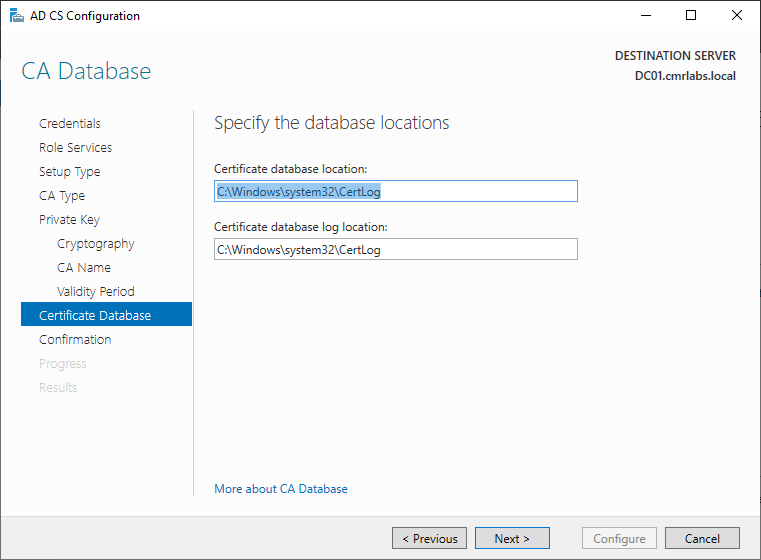 AD CS Configuration
CA Database
DESTINATION SERVER
DC01.cmrlabs.local
Credentials
Role Services
Setup Type
CA Type
Private Key
Cryptography
CA Name
Validity Period
Certificate Database
Confirmation
Progress
Results
Specify the database locations
Certificate database location:
C:\Windows\system32\CertLog
Certificate database log location:
C:\Windows\system32\CertLog
More about CA Database
< Previous
Next >
Configure
Cancel